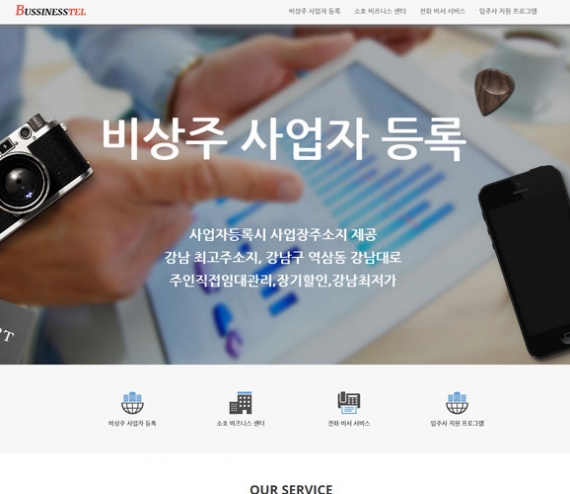 BUSSINESSTEL
비상주 사업자 등록 소호 비즈니스 센터 전화 비서 서비스 입주사 지원 프로그램
비상주 사업자 등록
사업자등록시 사업장주소지 제공
강남 최고주소지, 강남구 역삼동 강남대로
주인직접임대관리,장기할인,강남최저가
비상주 사업자 등록 소호 비즈니스 센터 전화 비서 서비스 입주사 지원 프로그램
OUR SERVICE